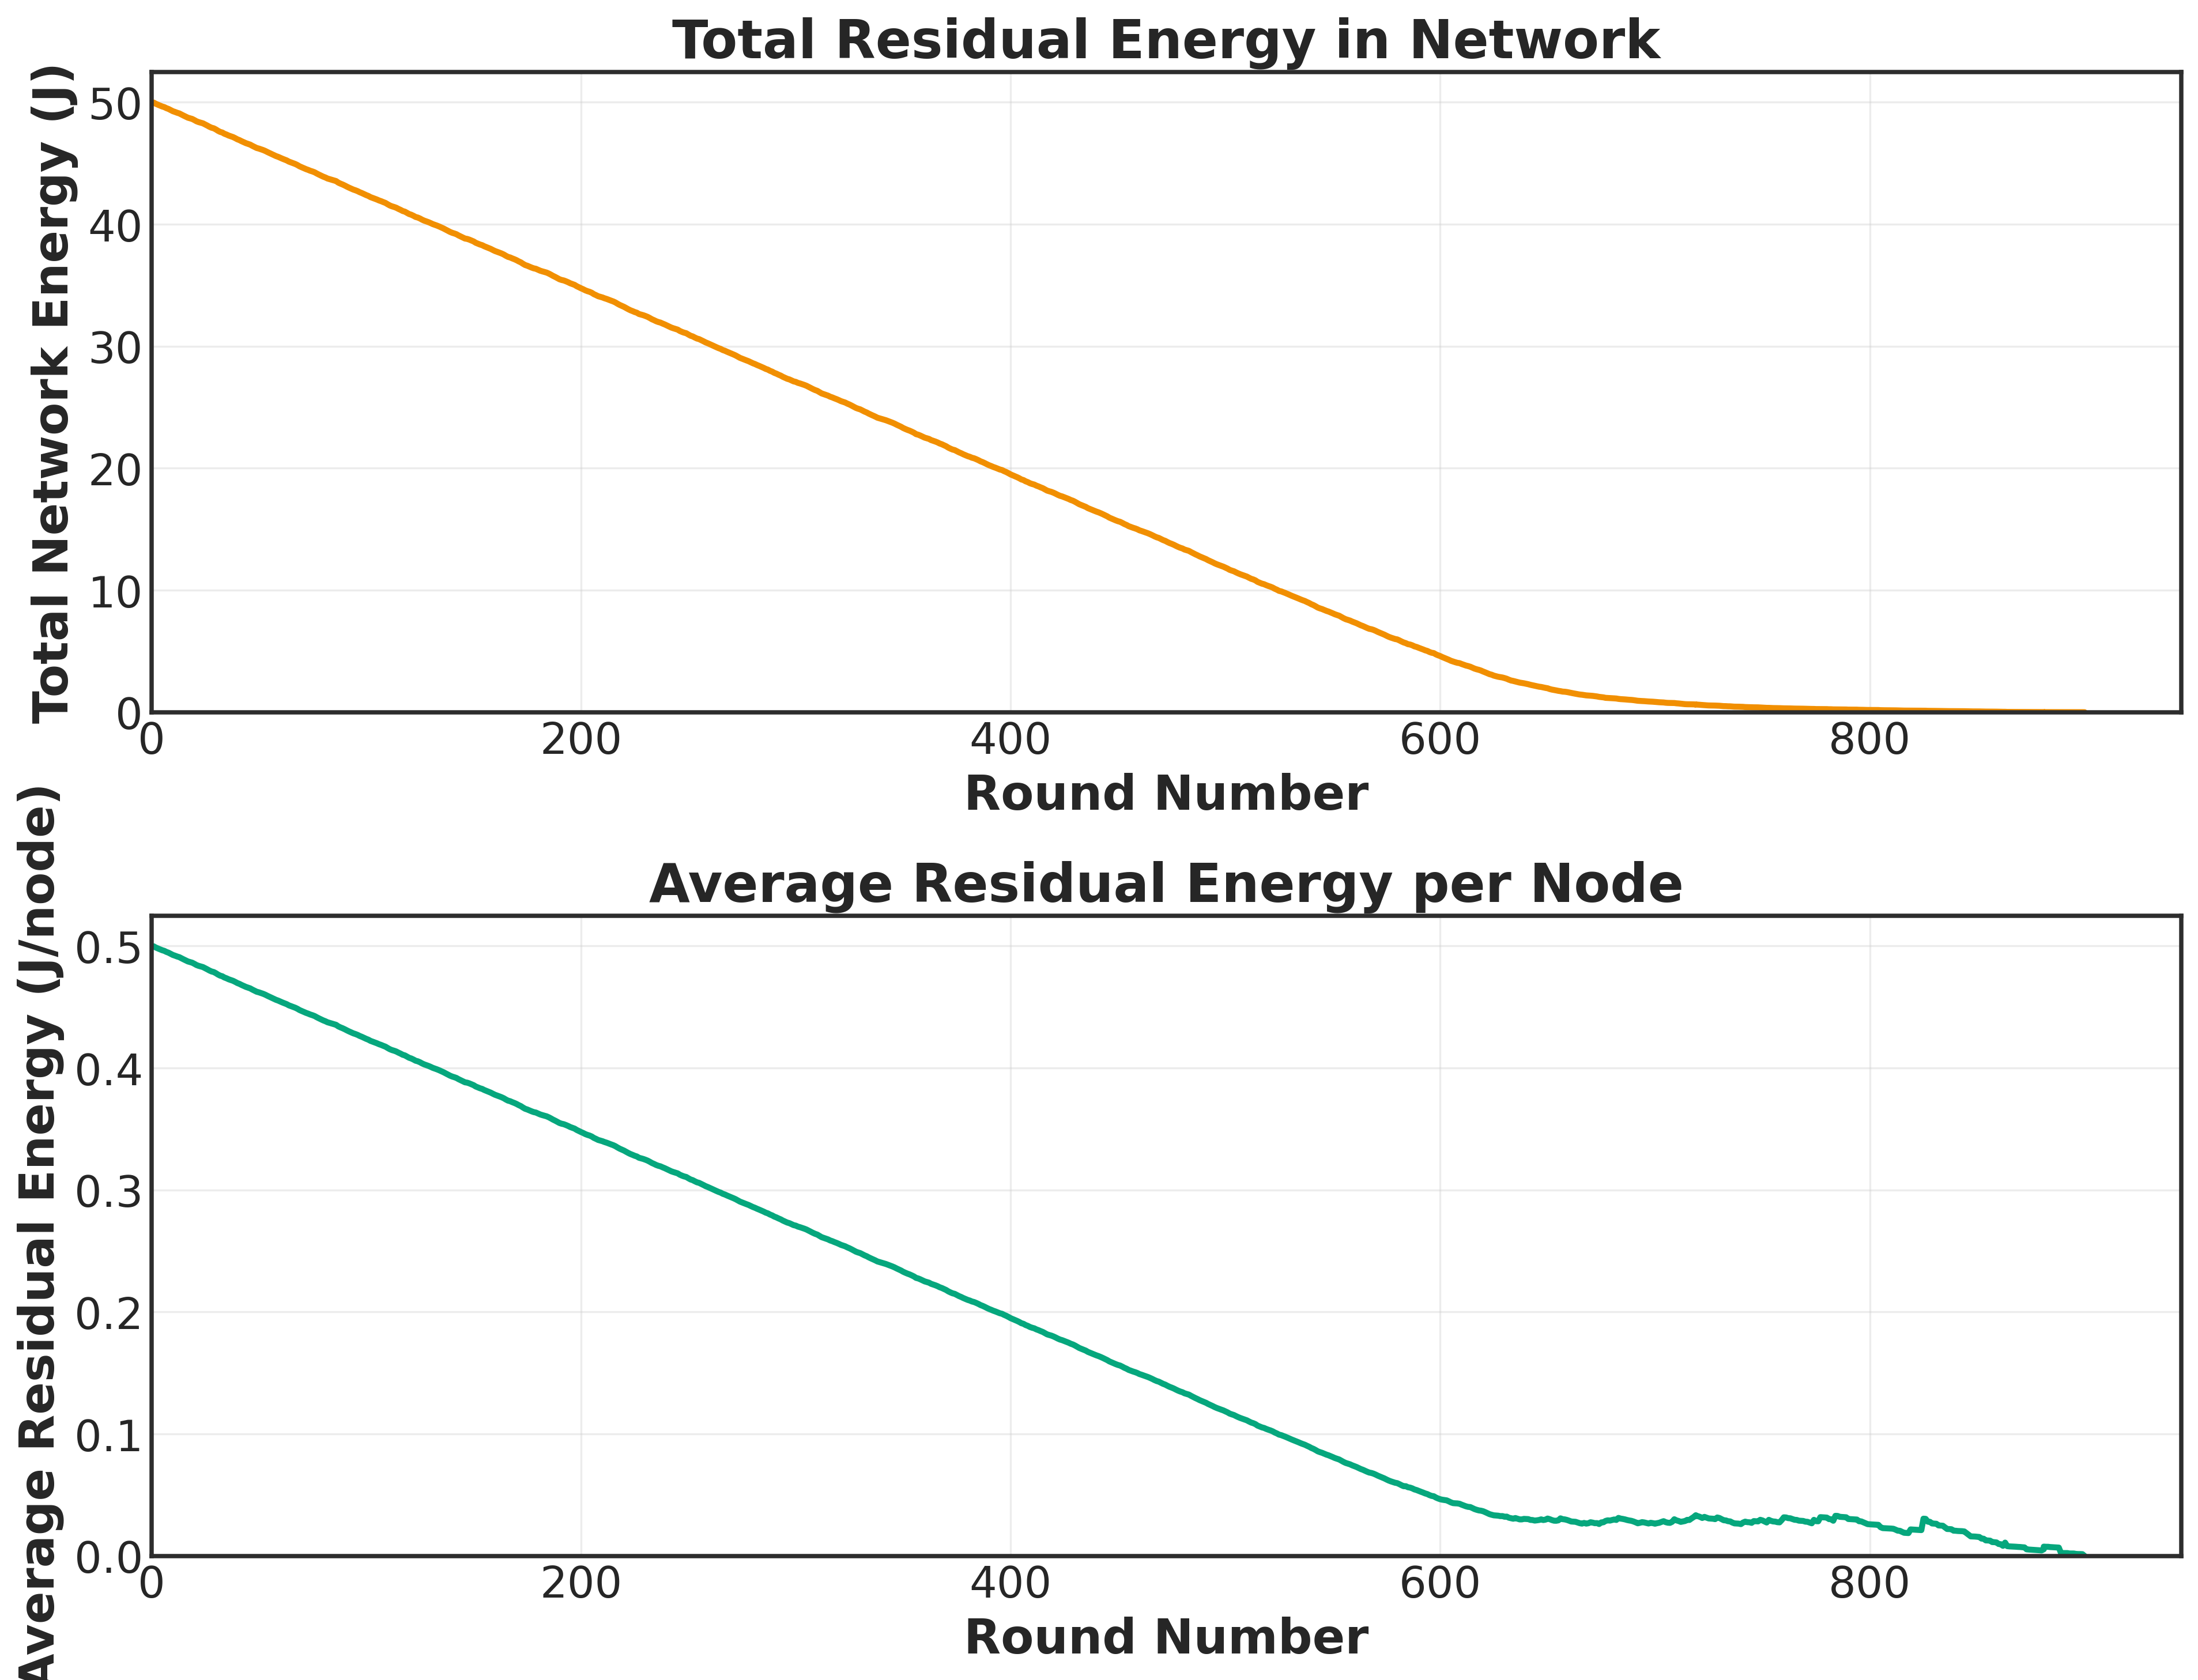 Total Residual Energy in Network
Total Network Energy (J)
50
40
30
20
10
0
0 200 400 600 800
Round Number
Average Residual Energy per Node
Average Residual Energy (J/node)
0.5
0.4
0.3
0.2
0.1
0.0
0 200 400 600 800
Round Number